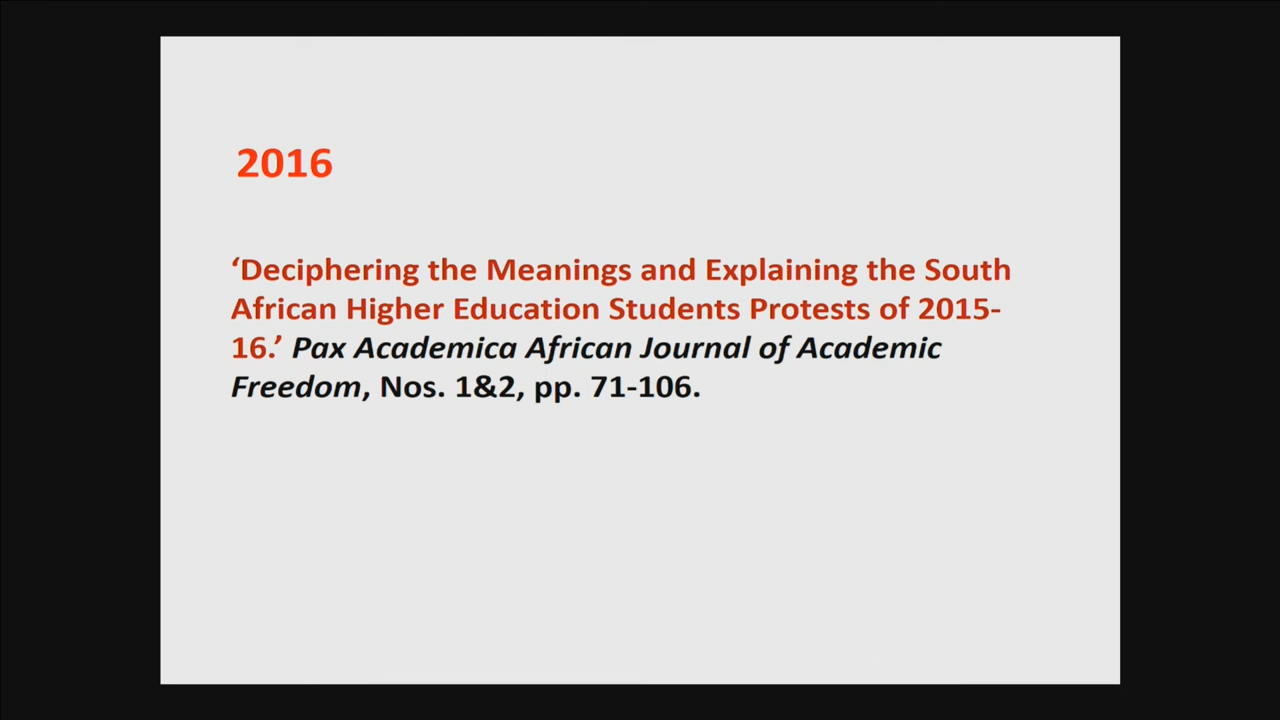 2016
‘Deciphering the Meanings and Explaining the South
African Higher Education Students Protests of 2015-
16.’ Pax Academica African Journal of Academic
Freedom, Nos. 1&2, pp. 71-106.